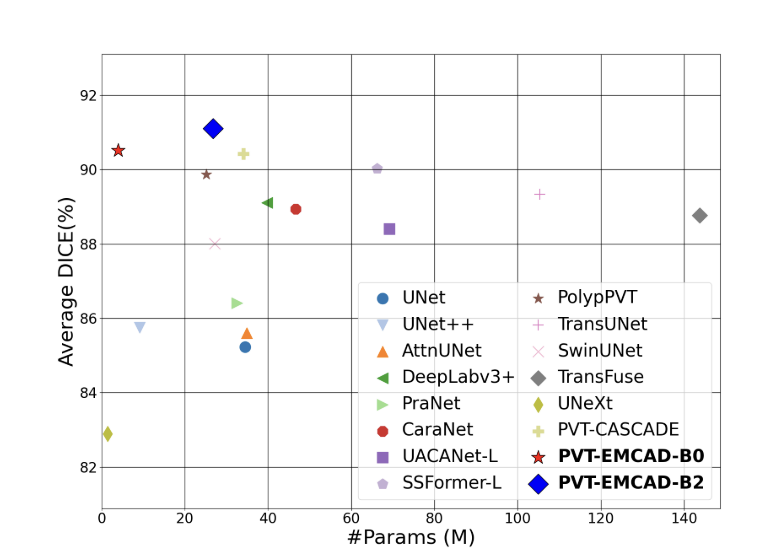 92
90
88
86
84
82
Average DICE(%)
UNet
UNet++
AttnUNet
DeepLabv3+
PraNet
CaraNet
UACANet-L
SSFormer-L
PolypPVT
TransUNet
SwinUNet
TransFuse
UNeXt
PVT-CASCADE
PVT-EMCAD-B0
PVT-EMCAD-B2
0 20 40 60 80 100 120 140
#Params (M)